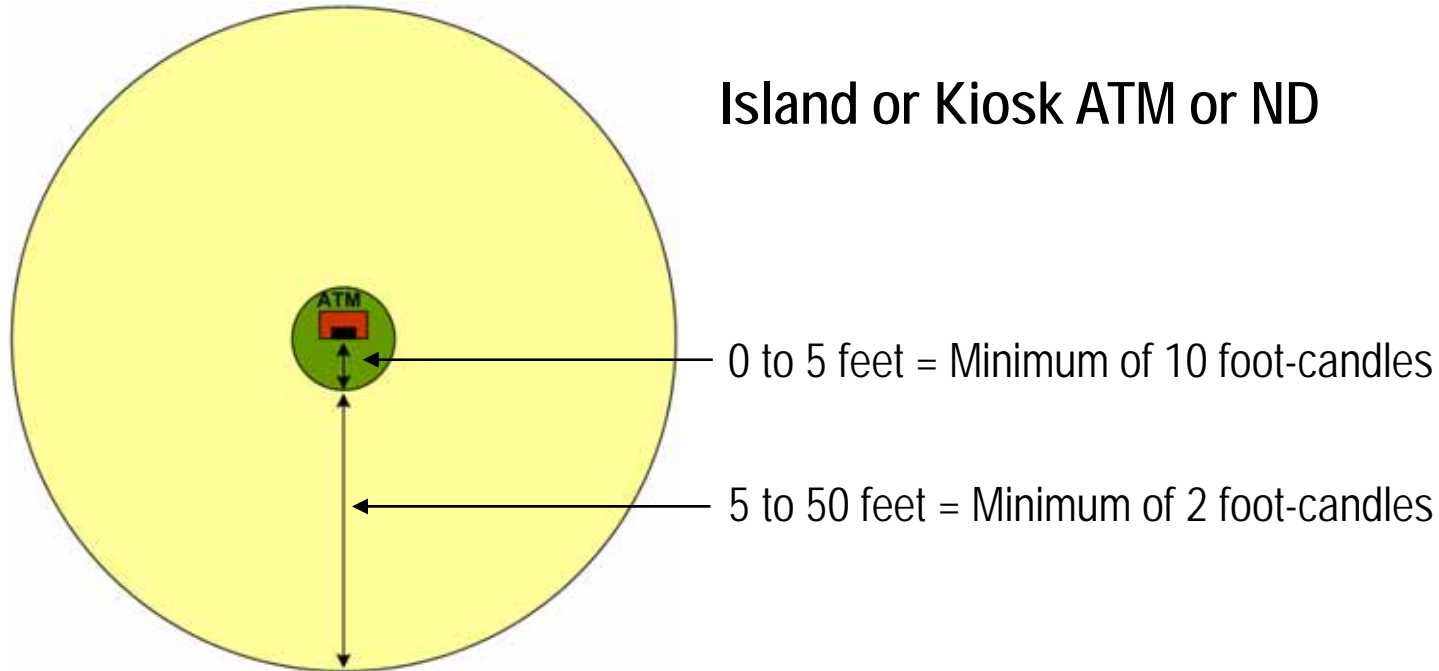 Island or Kiosk ATM or ND
ATM
0 to 5 feet = Minimum of 10 foot-candles
5 to 50 feet = Minimum of 2 foot-candles